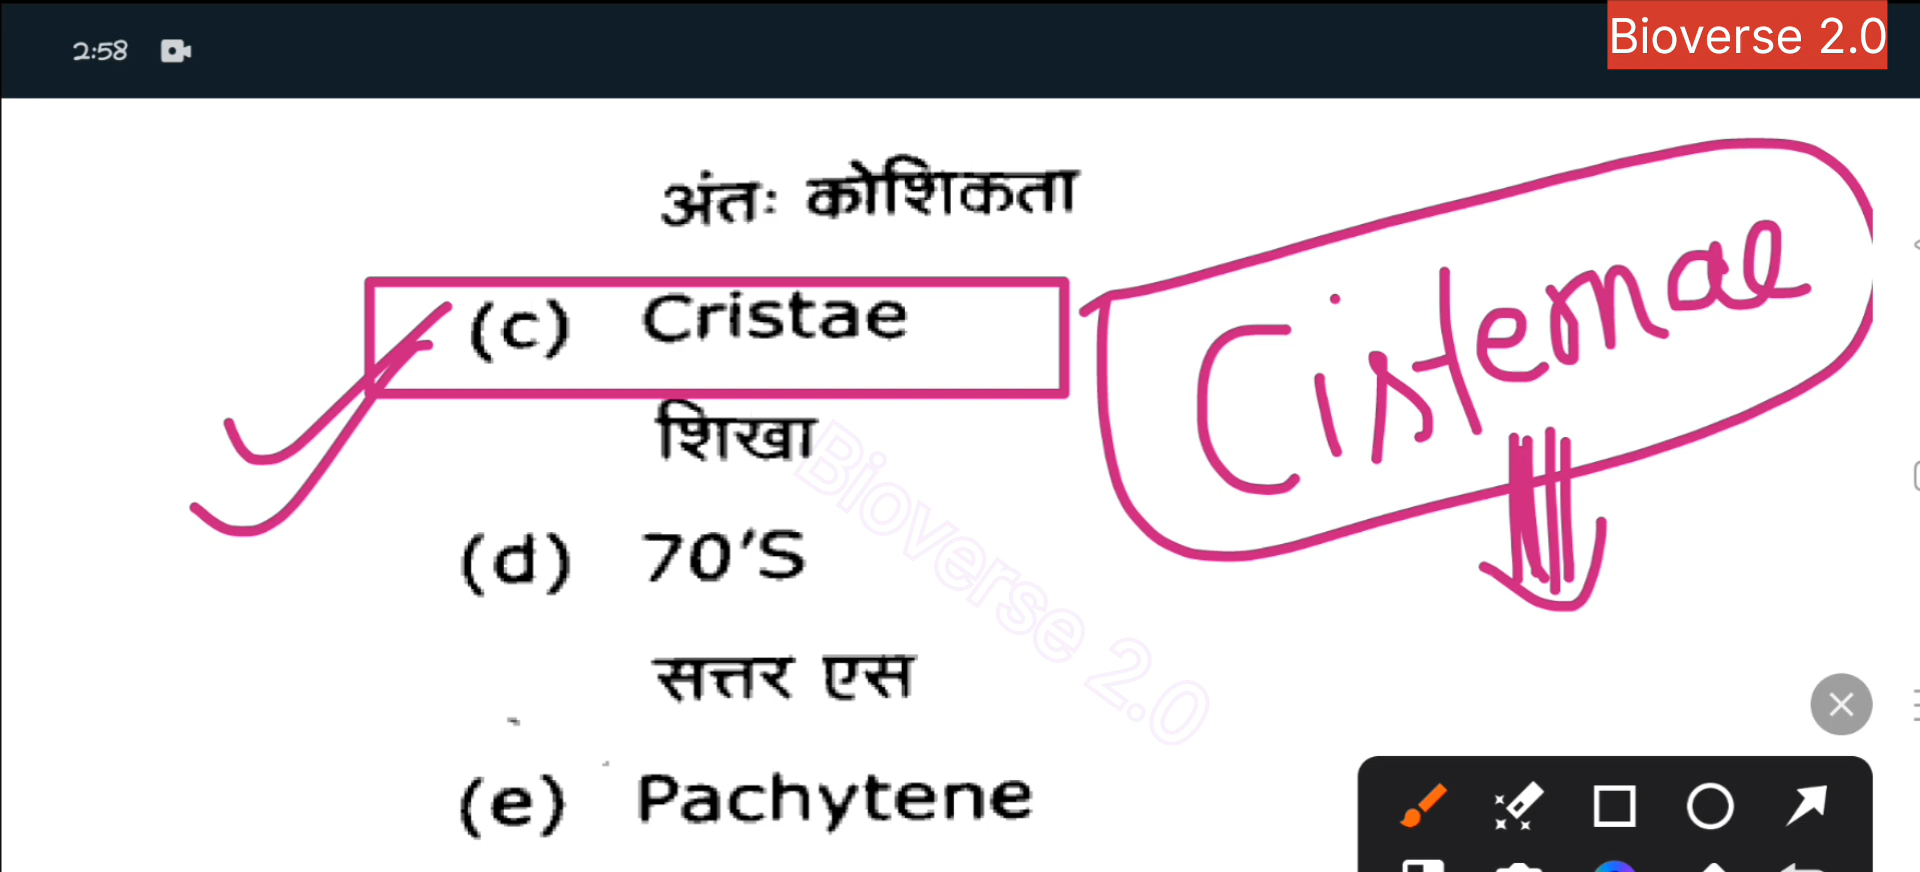 2:58
Bioverse 2.0
अंतः कोशिकता
(c) Cristae
Cisternae
शिखा
(d) 70'S
सत्तर एस
(e) Pachytene
Bioverse 2.0